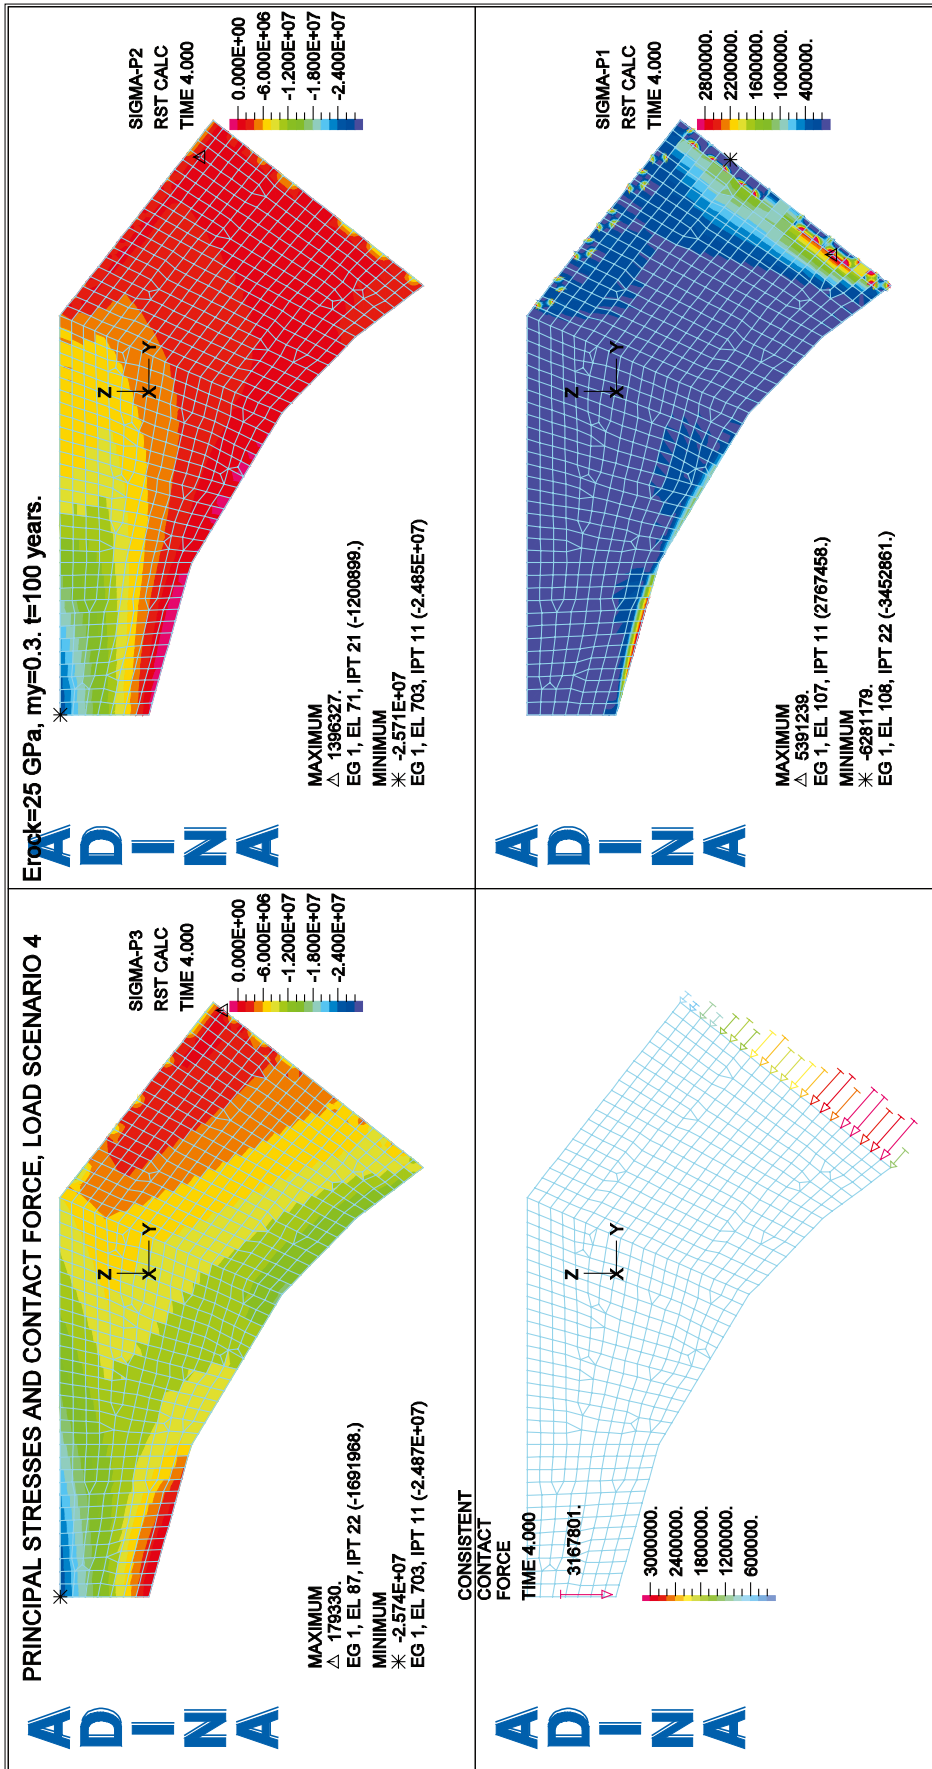 PRINCIPAL STRESSES AND CONTACT FORCE, LOAD SCENARIO 4
Erock=25 GPa, my=0.3. t=100 years.
ADINA
SIGMA-P3
RST CALC
TIME 4.000
0.000E+00
-6.000E+06
-1.200E+07
-1.800E+07
-2.400E+07
Z
X
Y
MAXIMUM
179330.
EG 1, EL 87, IPT 22 (-1691968.)
MINIMUM
-2.574E+07
EG 1, EL 703, IPT 11 (-2.487E+07)
ADINA
SIGMA-P2
RST CALC
TIME 4.000
0.000E+00
-6.000E+06
-1.200E+07
-1.800E+07
-2.400E+07
Z
X
Y
MAXIMUM
1396327.
EG 1, EL 71, IPT 21 (-1200899.)
MINIMUM
-2.571E+07
EG 1, EL 703, IPT 11 (-2.485E+07)
ADINA
CONSISTENT
CONTACT
FORCE
TIME 4.000
3167801.
3000000.
2400000.
1800000.
1200000.
600000.
Z
X
Y
ADINA
SIGMA-P1
RST CALC
TIME 4.000
2800000.
2200000.
1600000.
1000000.
400000.
Z
X
Y
MAXIMUM
5391239.
EG 1, EL 107, IPT 11 (2767458.)
MINIMUM
-6281179.
EG 1, EL 108, IPT 22 (-3452861.)